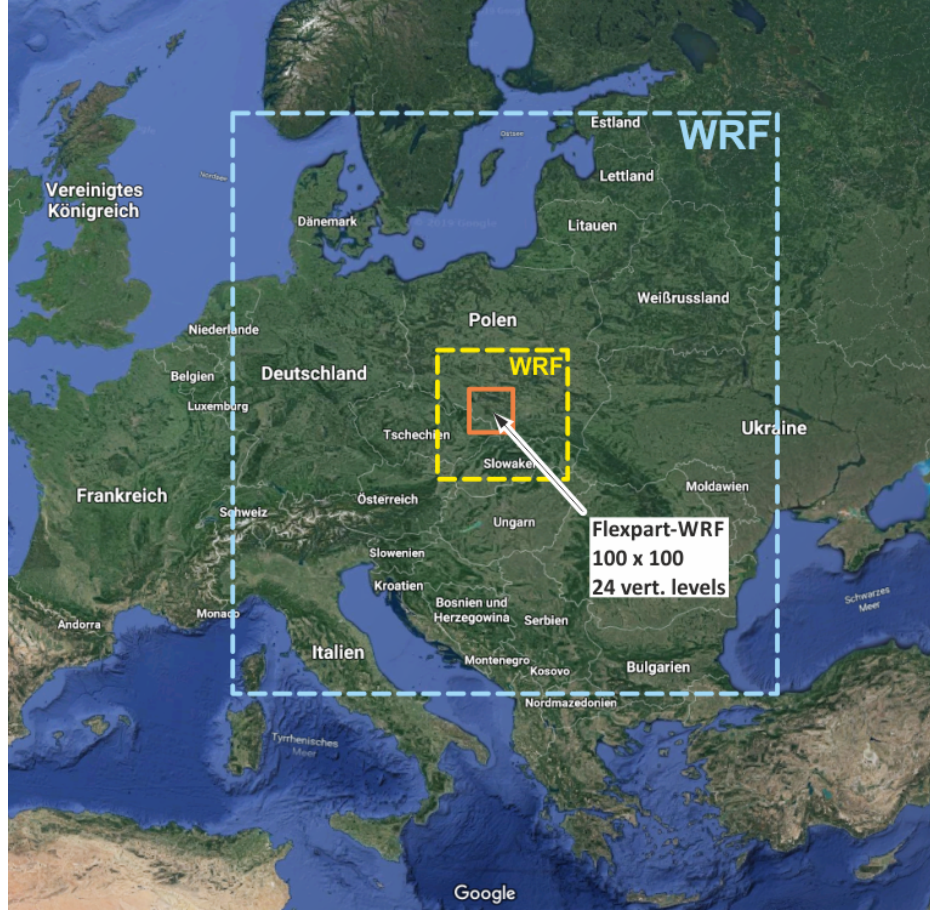 Estland
WRF
Ostsee
Nordsee
Lettland
Vereinigtes
Königreich
Dänemark
Litauen
Weißrussland
Polen
Niederlande
WRF
Belgien
Deutschland
Luxemburg
Tschechien
Ukraine
Slowakei
Moldawien
Frankreich
Österreich
Schweiz
Ungarn
Flexpart-WRF
100 x 100
24 vert. levels
Slowenien
Kroatien
Schwarzes
Meer
Bosnien und
Herzegowina
Serbien
Monaco
Andorra
Italien
Montenegro
Kosovo
Bulgarien
Nordmazedonien
Tyrrhenisches
Meer
Google